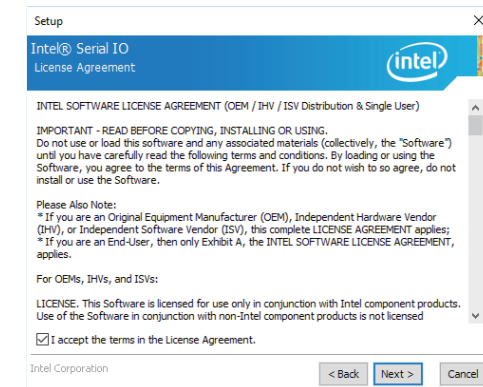 Setup
Intel® Serial IO
License Agreement
intel
INTEL SOFTWARE LICENSE AGREEMENT (OEM / IHV / ISV Distribution & Single User)
IMPORTANT - READ BEFORE COPYING, INSTALLING OR USING.
Do not use or load this software and any associated materials (collectively, the "Software")
until you have carefully read the following terms and conditions. By loading or using the
Software, you agree to the terms of this Agreement. If you do not wish to so agree, do not
install or use the Software.
Please Also Note:
* If you are an Original Equipment Manufacturer (OEM), Independent Hardware Vendor
(IHV), or Independent Software Vendor (ISV), this complete LICENSE AGREEMENT applies;
* If you are an End-User, then only Exhibit A, the INTEL SOFTWARE LICENSE AGREEMENT,
applies.
For OEMs, IHVs, and ISVs:
LICENSE. This Software is licensed for use only in conjunction with Intel component products.
Use of the Software in conjunction with non-Intel component products is not licensed
I accept the terms in the License Agreement.
Intel Corporation
< Back
Next >
Cancel